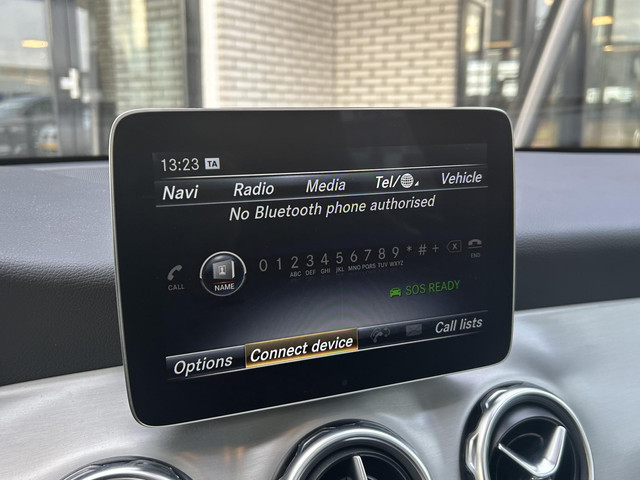 13:23 TA
Navi Radio Media Tel/ Vehicle
No Bluetooth phone authorised
0 1 2 3 4 5 6 7 8 9 * # +
ABC DEF GHI JKL MNO PQRS TUV WXYZ
CALL NAME END
SOS READY
Options Connect device Call lists